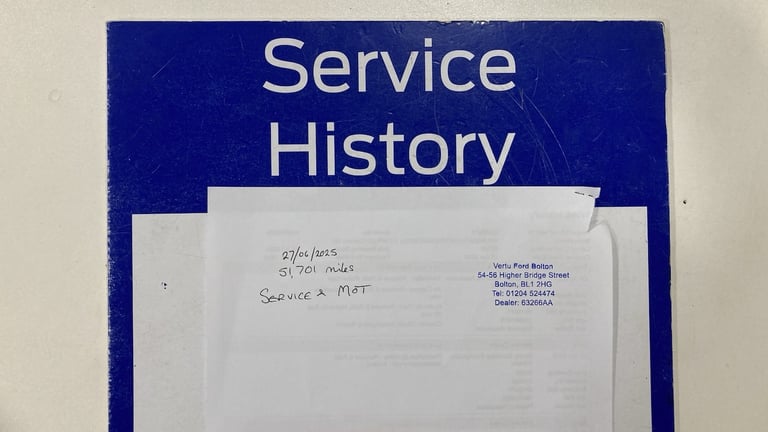 Service
History
27/06/2025
51,701 miles
SERVICE & MOT
Vertu Ford Bolton
54-56 Higher Bridge Street
Bolton, BL1 2HG
Tel: 01204 524474
Dealer: 63266AA